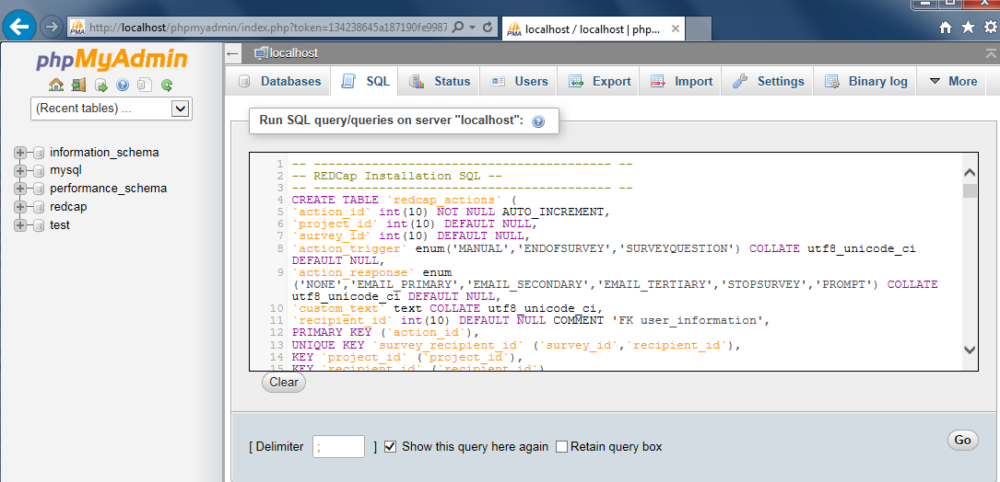 http://localhost/phpmyadmin/index.php?token=134238645a187190fe9987
PMA
localhost / localhost | php...
phpMyAdmin
(Recent tables) ...
information_schema
mysql
performance_schema
redcap
test
localhost
Databases
SQL
Status
Users
Export
Import
Settings
Binary log
More
Run SQL query/queries on server "localhost":
1 -- ----------------------------------------- --
2 -- REDCap Installation SQL --
3 -- ----------------------------------------- --
4 CREATE TABLE `redcap_actions` (
5 `action_id` int(10) NOT NULL AUTO_INCREMENT,
6 `project_id` int(10) DEFAULT NULL,
7 `survey_id` int(10) DEFAULT NULL,
8 `action_trigger` enum('MANUAL','ENDOFSURVEY','SURVEYQUESTION') COLLATE utf8_unicode_ci
DEFAULT NULL,
9 `action_response` enum
('NONE','EMAIL_PRIMARY','EMAIL_SECONDARY','EMAIL_TERTIARY','STOPSURVEY','PROMPT') COLLATE
utf8_unicode_ci DEFAULT NULL,
10 `custom_text` text COLLATE utf8_unicode_ci,
11 `recipient_id` int(10) DEFAULT NULL COMMENT 'FK user_information',
12 PRIMARY KEY (`action_id`),
13 UNIQUE KEY `survey_recipient_id` (`survey_id`,`recipient_id`),
14 KEY `project_id` (`project_id`),
15 KEY `recipient_id` (`recipient_id`)
Clear
[ Delimiter ; ] Show this query here again Retain query box
Go